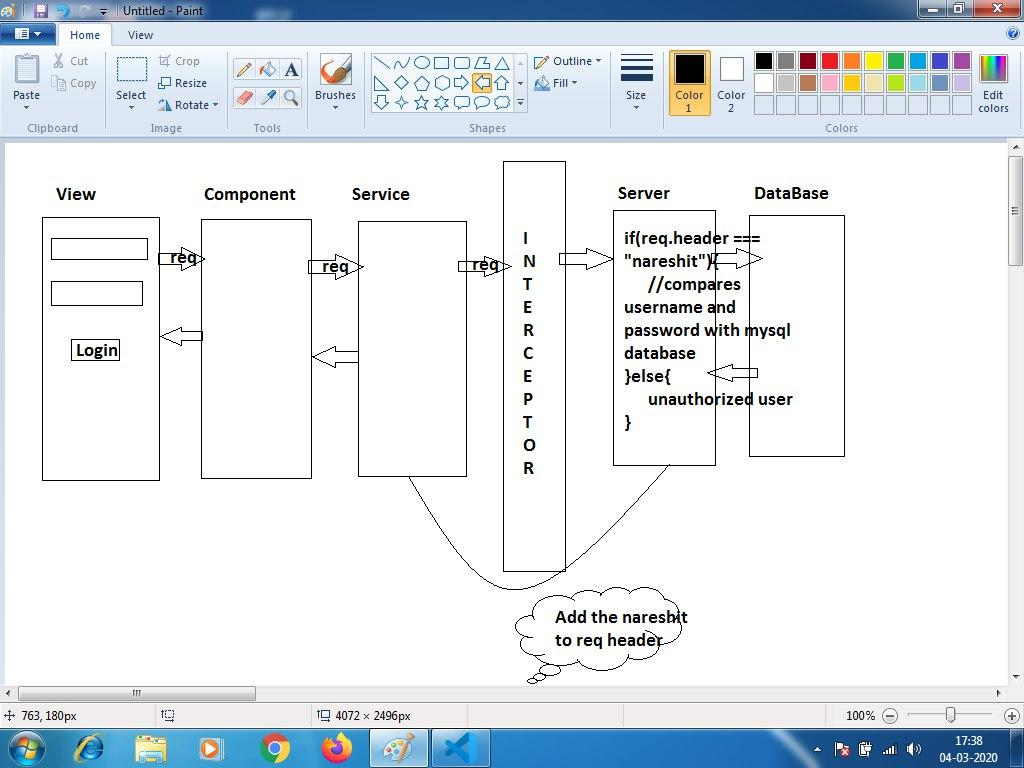 Untitled - Paint
Home
View
Paste
Cut
Copy
Clipboard
Select
Crop
Resize
Rotate
Image
A
Tools
Brushes
Shapes
Outline
Fill
Size
Color
1
Color
2
Edit
colors
Colors
View
Component
Service
Server
DataBase
req
req
req
I
N
T
E
R
C
E
P
T
O
R
Login
if(req.header ===
"nareshit"){
//compares
username and
password with mysql
database
}else{
unauthorized user
}
Add the nareshit
to req header
763, 180px
4072 × 2496px
100%
17:38
04-03-2020